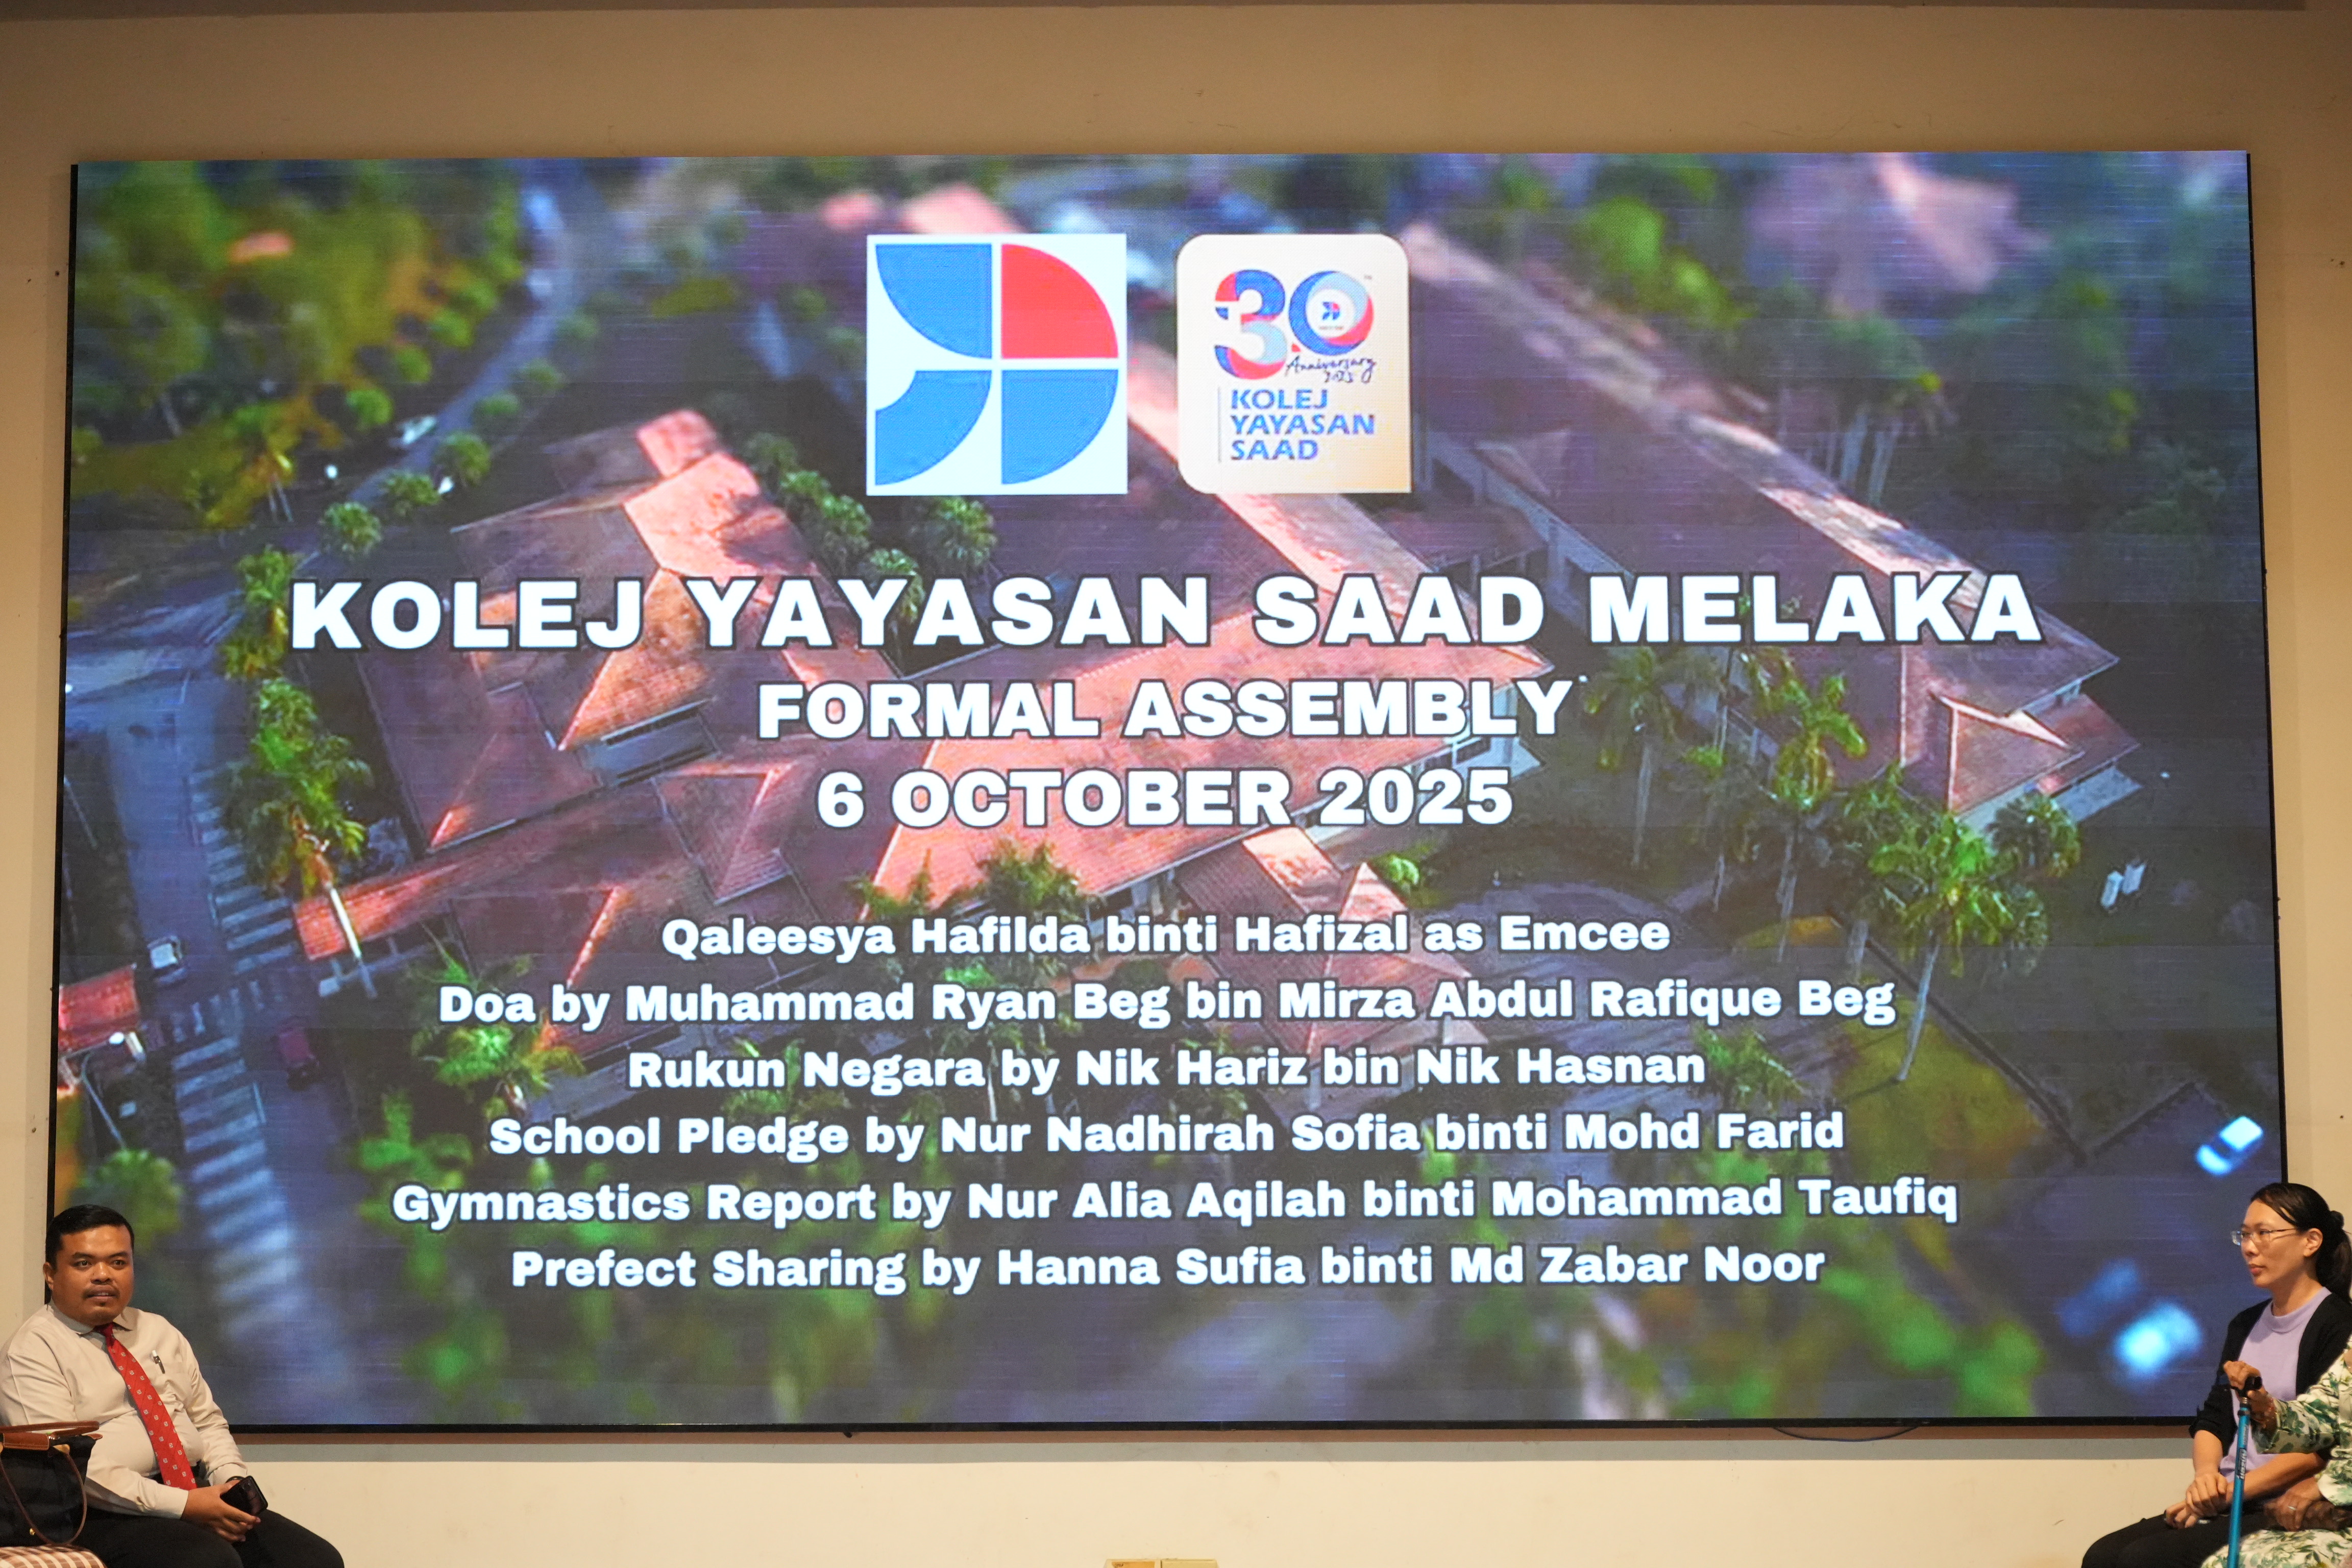 30
Anniversary
2025
KOLEJ
YAYASAN
SAAD
KOLEJ YAYASAN SAAD MELAKA
FORMAL ASSEMBLY
6 OCTOBER 2025
Qaleesya Hafilda binti Hafizal as Emcee
Doa by Muhammad Ryan Beg bin Mirza Abdul Rafique Beg
Rukun Negara by Nik Hariz bin Nik Hasnan
School Pledge by Nur Nadhirah Sofia binti Mohd Farid
Gymnastics Report by Nur Alia Aqilah binti Mohammad Taufiq
Prefect Sharing by Hanna Sufia binti Md Zabar Noor